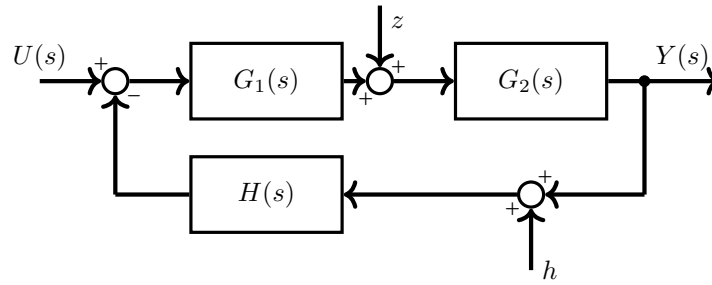 z
U(s) + G₁(s) + G₂(s) Y(s)
− +
H(s) +
+
h